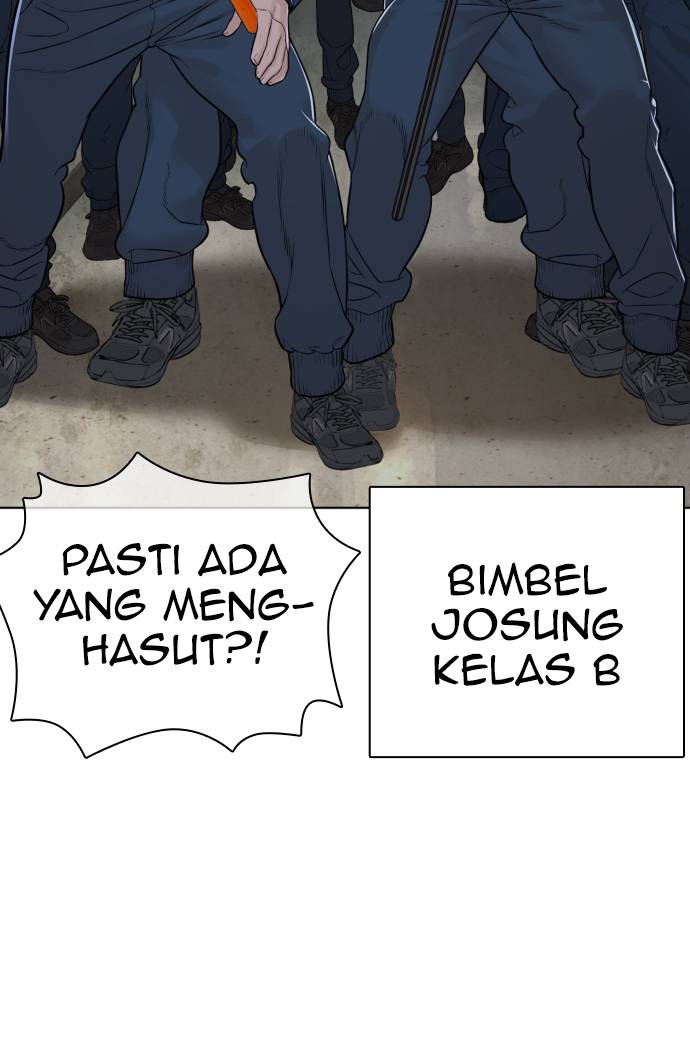 PASTI ADA
YANG MENG-
HASUT?!
BIMBEL
JOSUNG
KELAS B